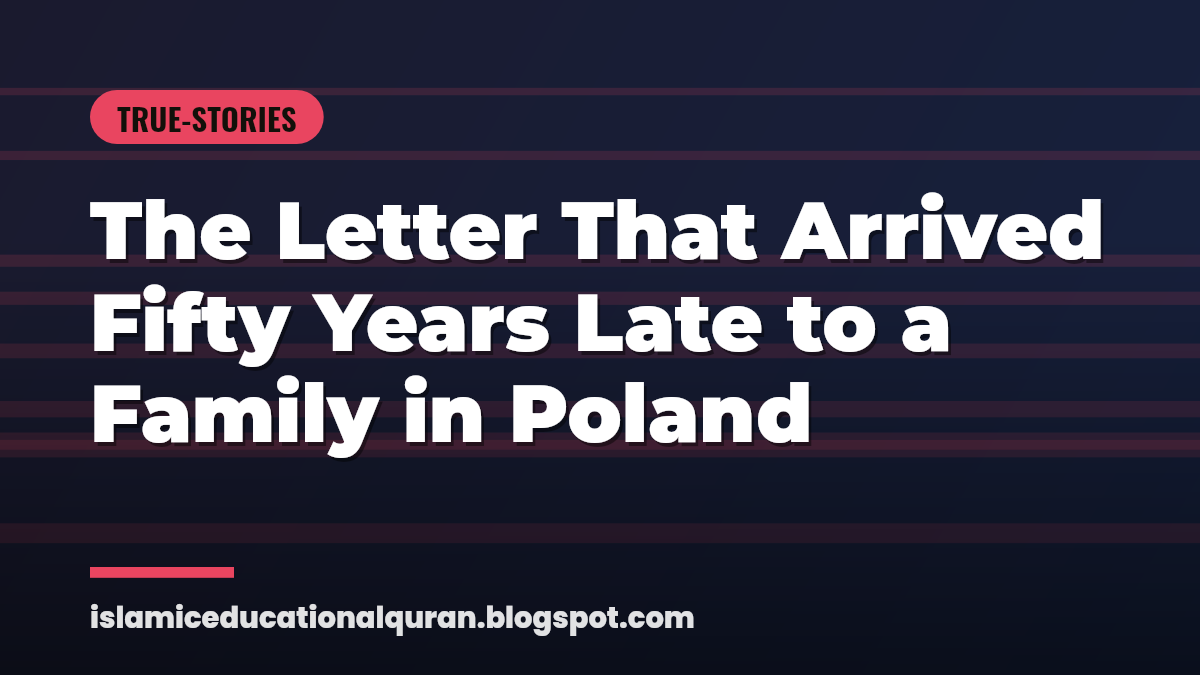 TRUE-STORIES
The Letter That Arrived
Fifty Years Late to a
Family in Poland
islamiceducationalquran.blogspot.com